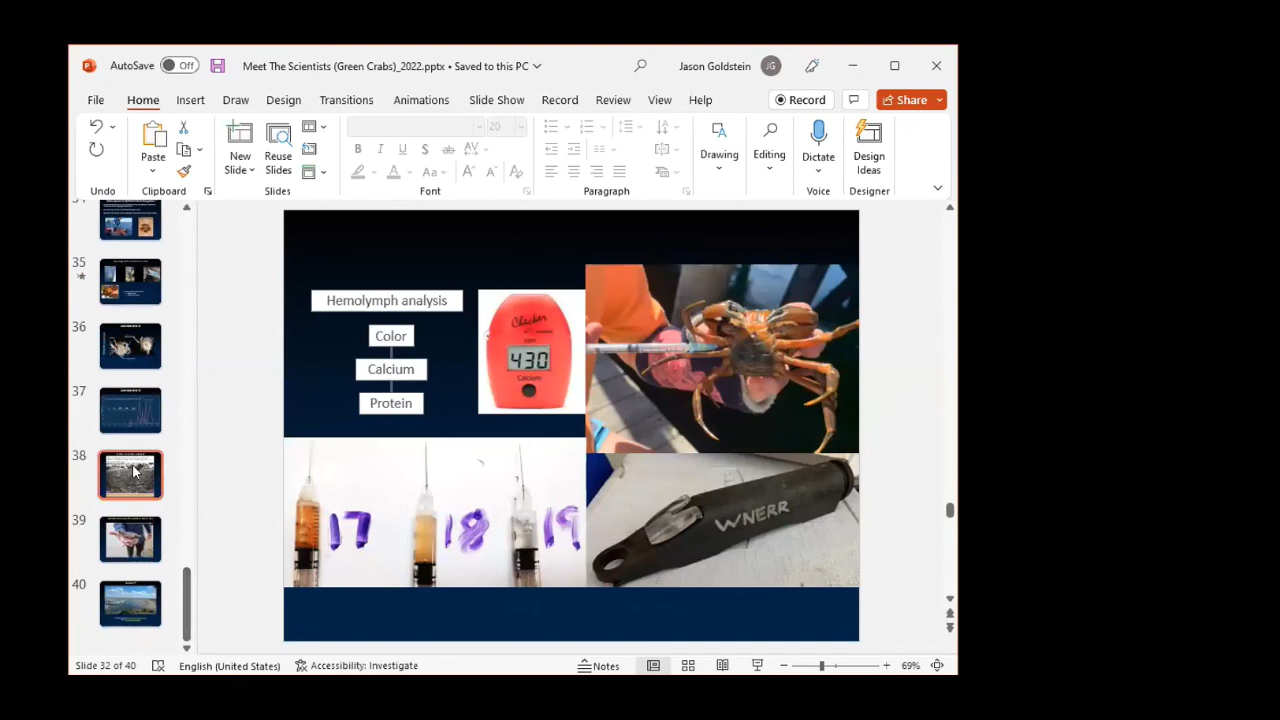 AutoSave Off Meet The Scientists (Green Crabs)_2022.pptx • Saved to this PC Jason Goldstein JG
File Home Insert Draw Design Transitions Animations Slide Show Record Review View Help Record Share
20
Paste New Slide Reuse Slides Drawing Editing Dictate Design Ideas
Undo Clipboard Slides Font Paragraph Voice Designer
35
36
37
38
39
40
Hemolymph analysis
Color
Calcium
Protein
Checker
430
Calcium
17 18 19
WNERR
Slide 32 of 40 English (United States) Accessibility: Investigate Notes 69%